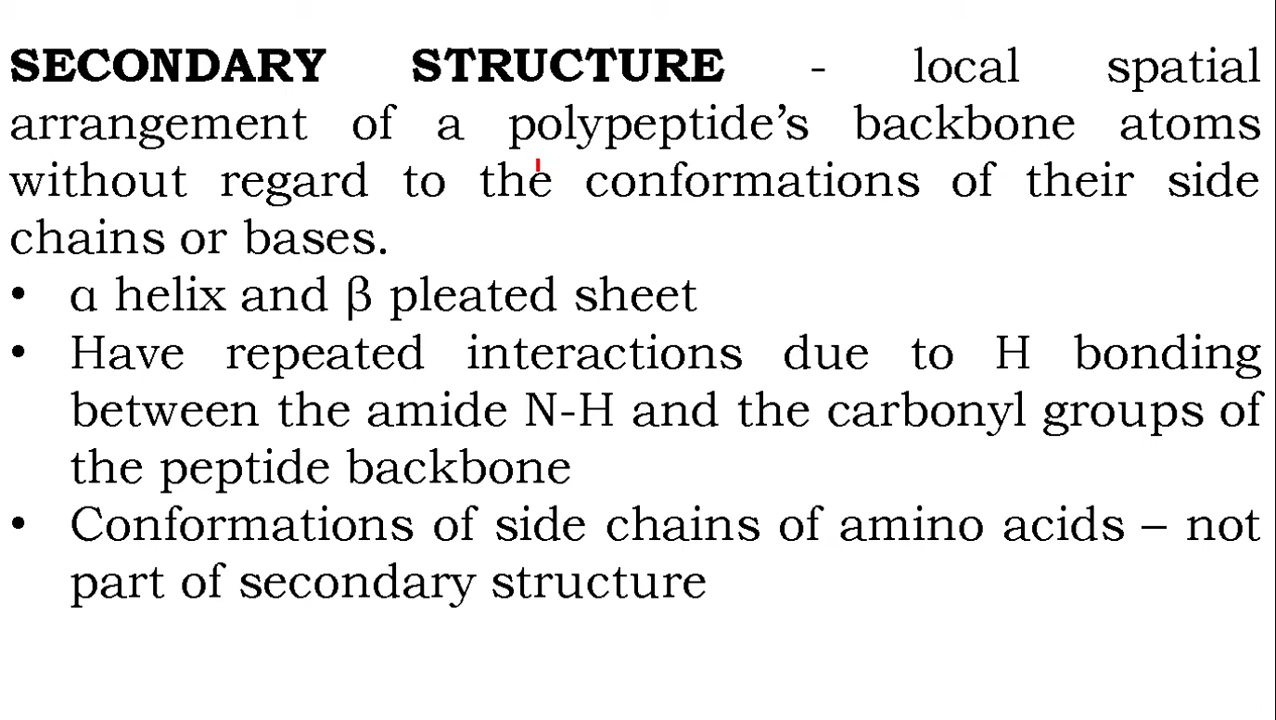 SECONDARY STRUCTURE - local spatial
arrangement of a polypeptide’s backbone atoms
without regard to the conformations of their side
chains or bases.
• α helix and β pleated sheet
• Have repeated interactions due to H bonding
between the amide N-H and the carbonyl groups of
the peptide backbone
• Conformations of side chains of amino acids – not
part of secondary structure